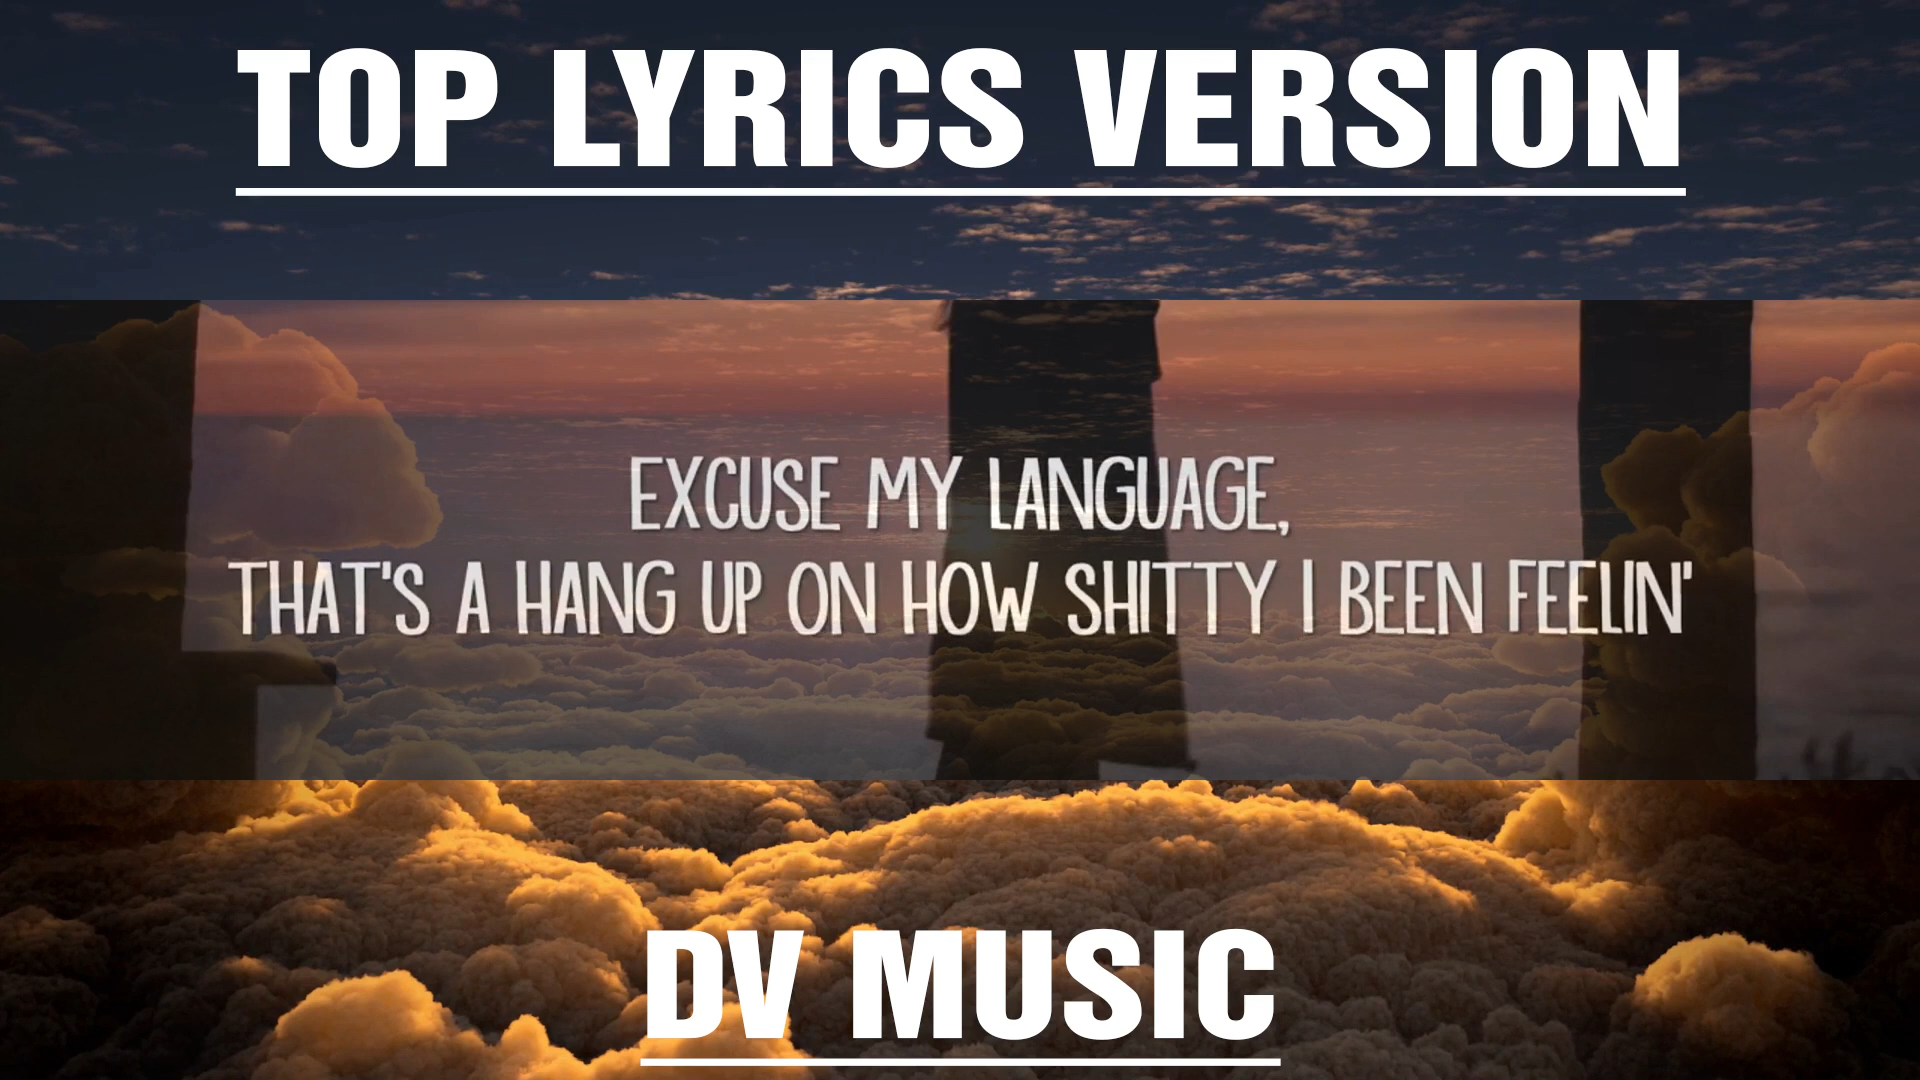 TOP LYRICS VERSION
EXCUSE MY LANGUAGE,
THAT'S A HANG UP ON HOW SHITTY I BEEN FEELIN'
DV MUSIC